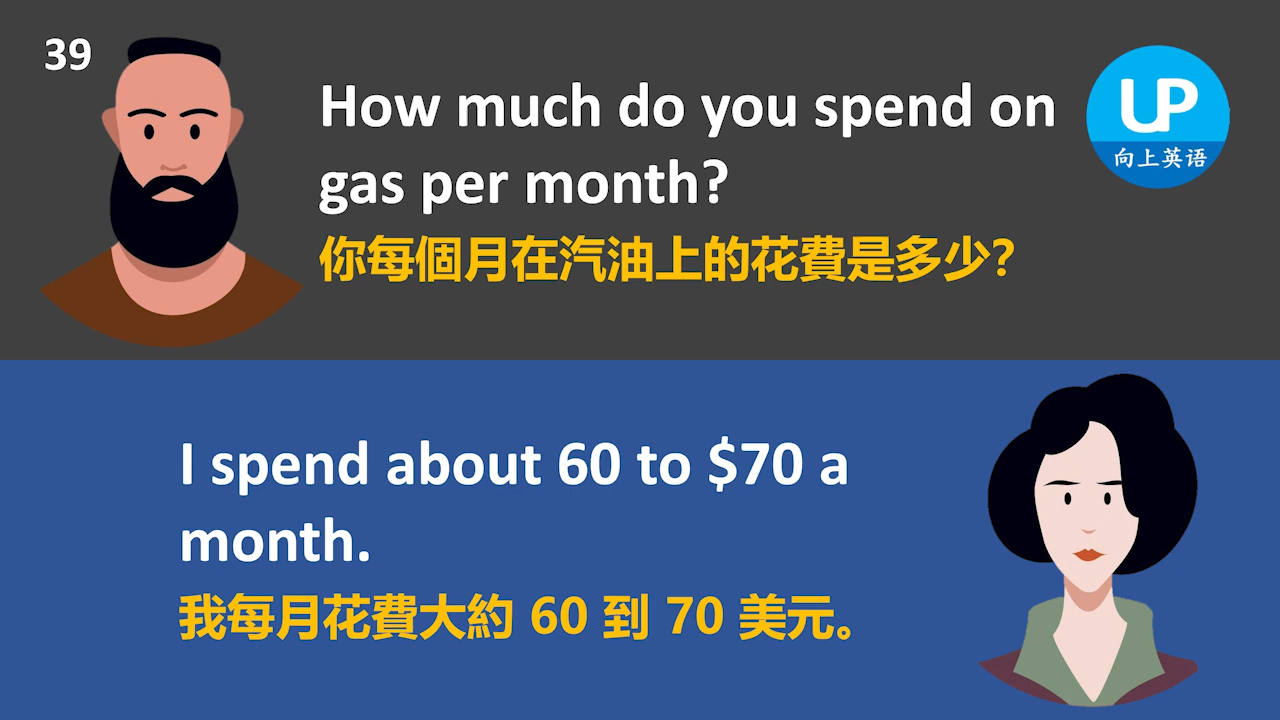 39
How much do you spend on
gas per month?
你每個月在汽油上的花費是多少?
UP
向上英语
I spend about 60 to $70 a
month.
我每月花費大約 60 到 70 美元。